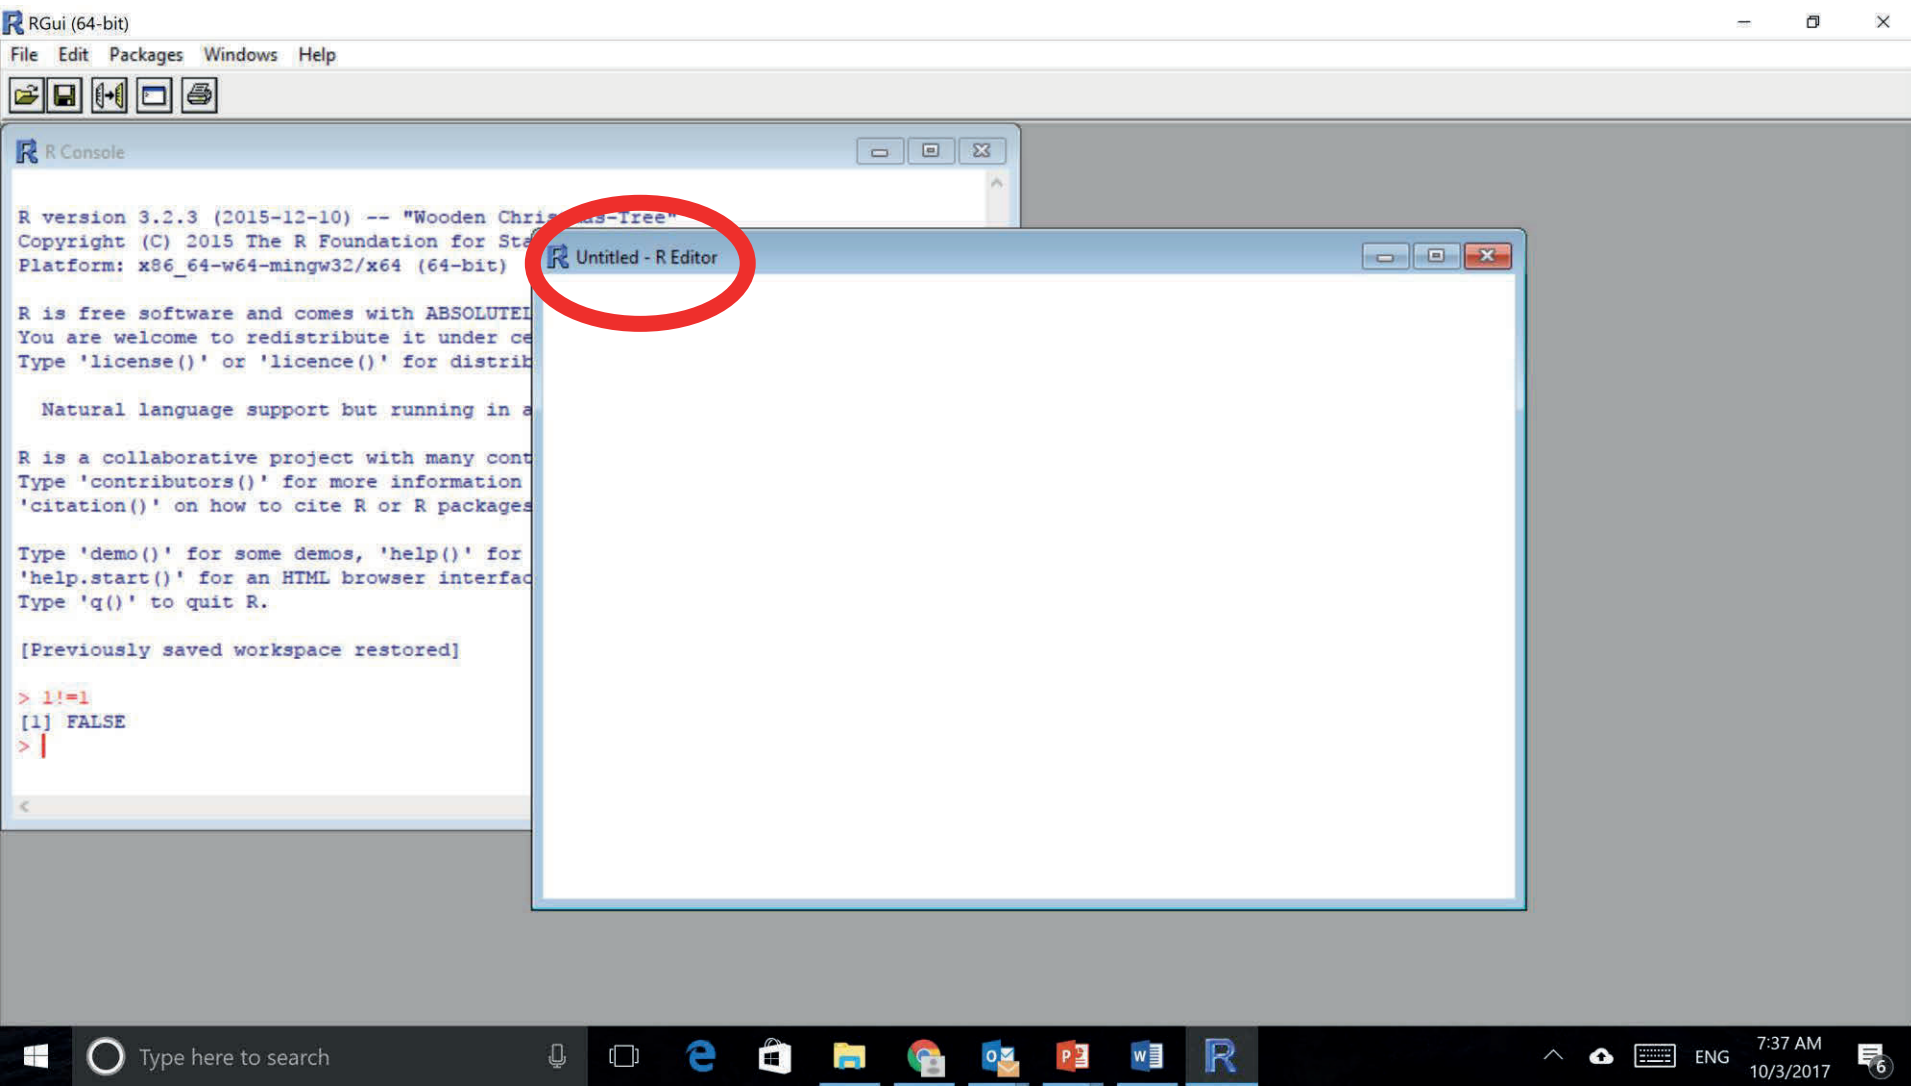 RGui (64-bit)
File Edit Packages Windows Help
R Console
R version 3.2.3 (2015-12-10) -- "Wooden Chris as-Tree"
Copyright (C) 2015 The R Foundation for Sta
Platform: x86_64-w64-mingw32/x64 (64-bit)
R is free software and comes with ABSOLUTEL
You are welcome to redistribute it under ce
Type 'license()' or 'licence()' for distrib
Natural language support but running in a
R is a collaborative project with many cont
Type 'contributors()' for more information
'citation()' on how to cite R or R packages
Type 'demo()' for some demos, 'help()' for
'help.start()' for an HTML browser interfac
Type 'q()' to quit R.
[Previously saved workspace restored]
> 1!=1
[1] FALSE
>
Untitled - R Editor
Type here to search
ENG
7:37 AM
10/3/2017
6